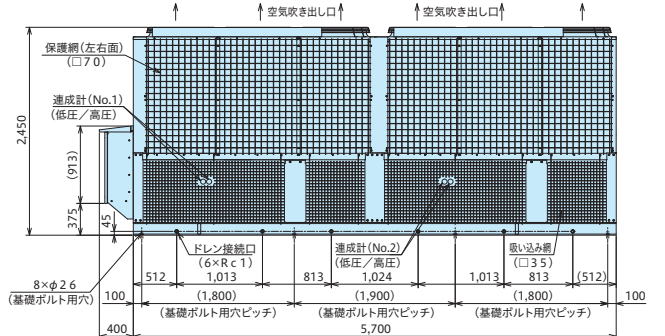 空気吹き出し口
空気吹き出し口
保護網(左右面)
(□70)
連成計(No.1)
(低圧/高圧)
2,450
(913)
375
45
ドレン接続口
(6×Rc1)
連成計(No.2)
(低圧/高圧)
吸い込み網
(□35)
8×φ26
(基礎ボルト用穴)
512
1,013
813
1,024
1,013
813
(512)
100
(1,800)
(1,900)
(1,800)
100
(基礎ボルト用穴ピッチ)
(基礎ボルト用穴ピッチ)
(基礎ボルト用穴ピッチ)
400
5,700